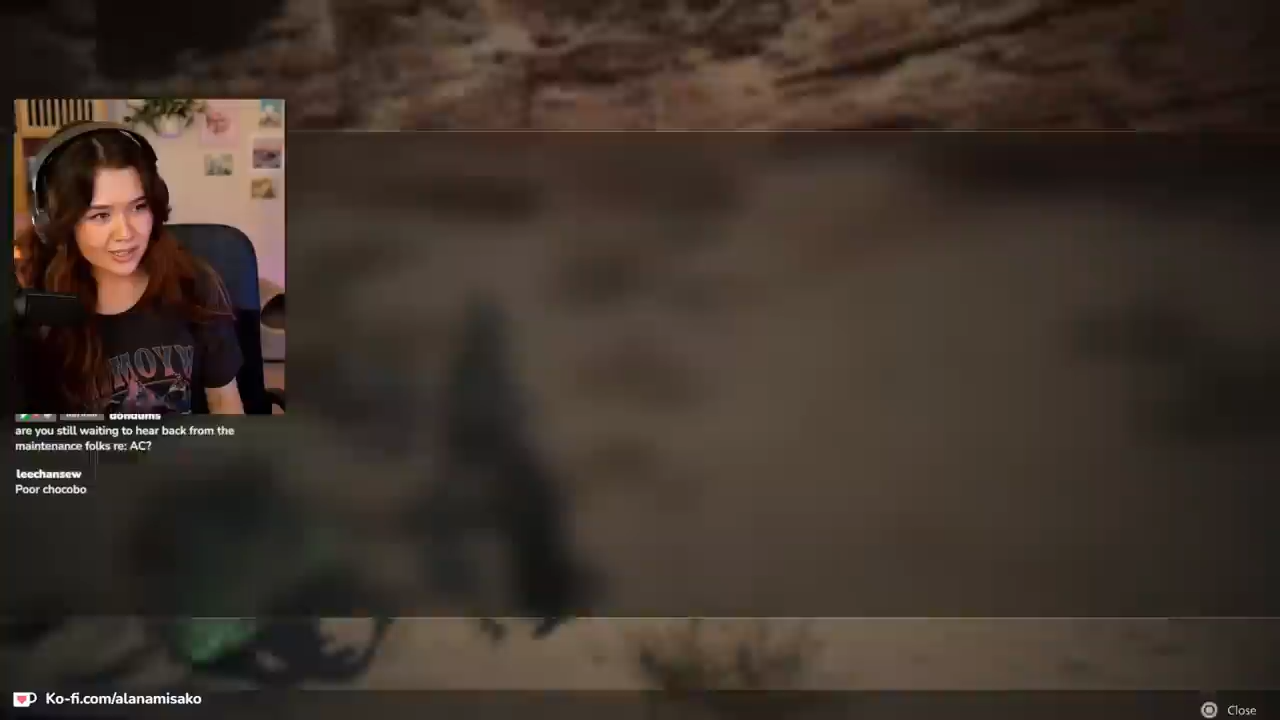 dondums
are you still waiting to hear back from the
maintenance folks re: AC?
leechansew
Poor chocobo
Ko-fi.com/alanamisako
Close